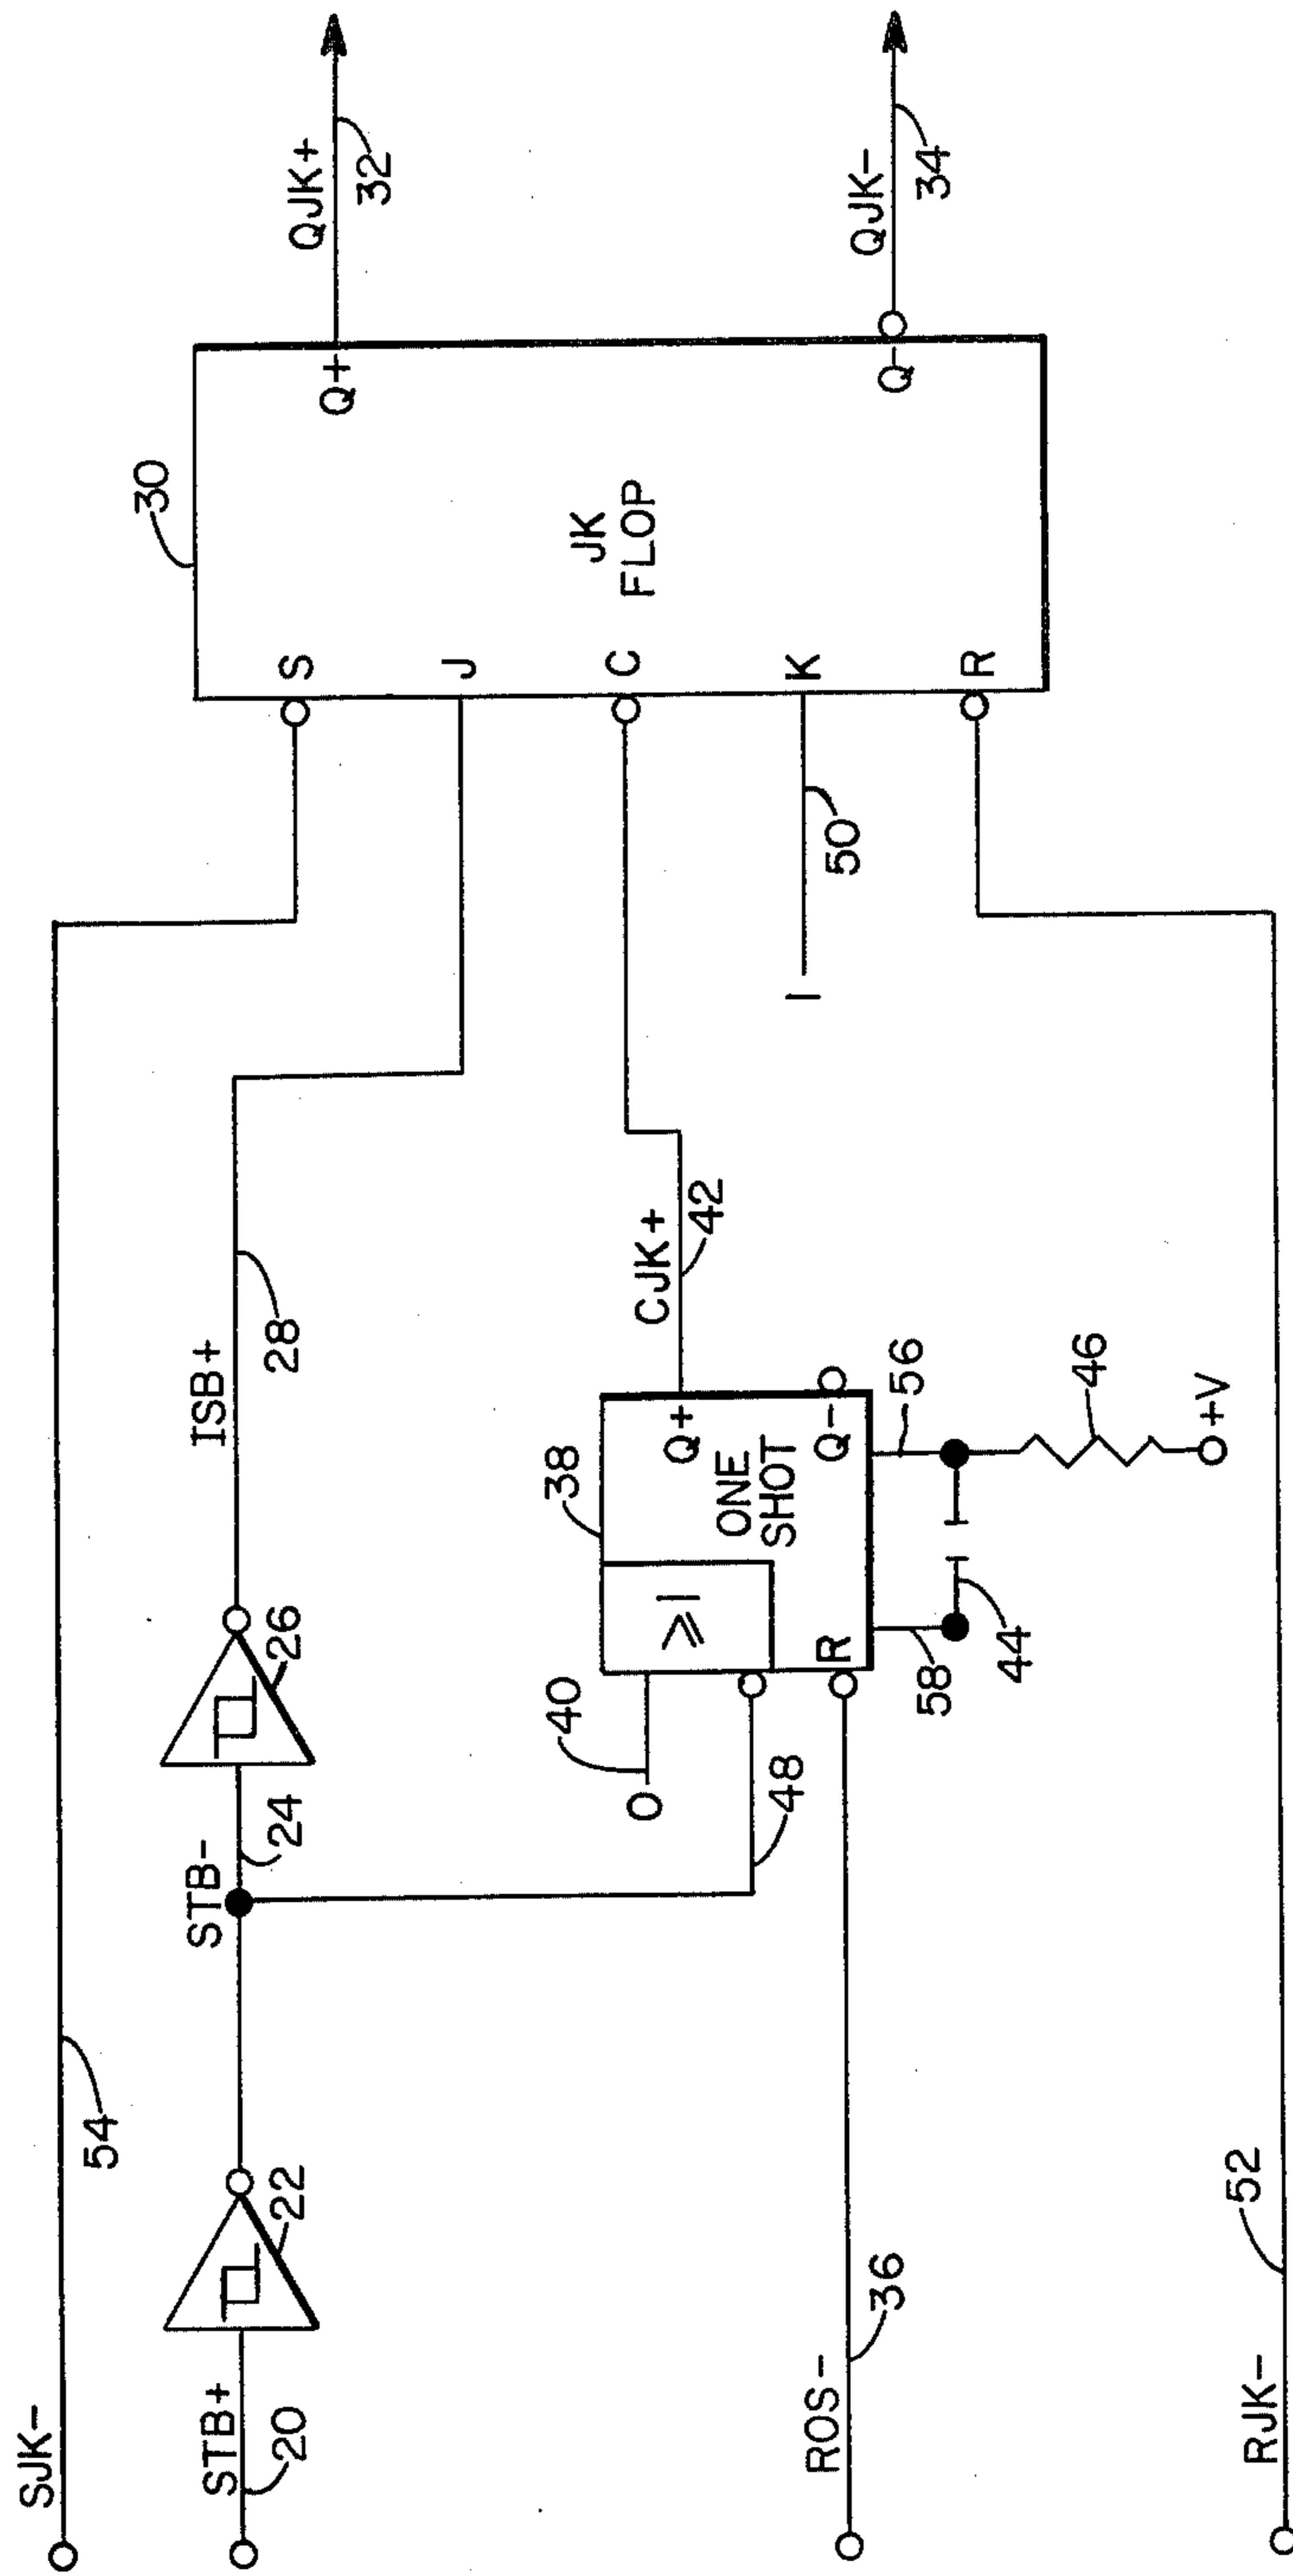 SJK-
54
STB+
20
22
STB-
24
26
ISB+
28
30
S
J
C
K
R
JK
FLOP
Q+
Q-
QJK+
32
QJK-
34
ROS-
36
0
40
48
≥1
R
38
ONE
SHOT
Q+
Q-
CJK+
42
58
44
56
46
+V
1
50
RJK-
52